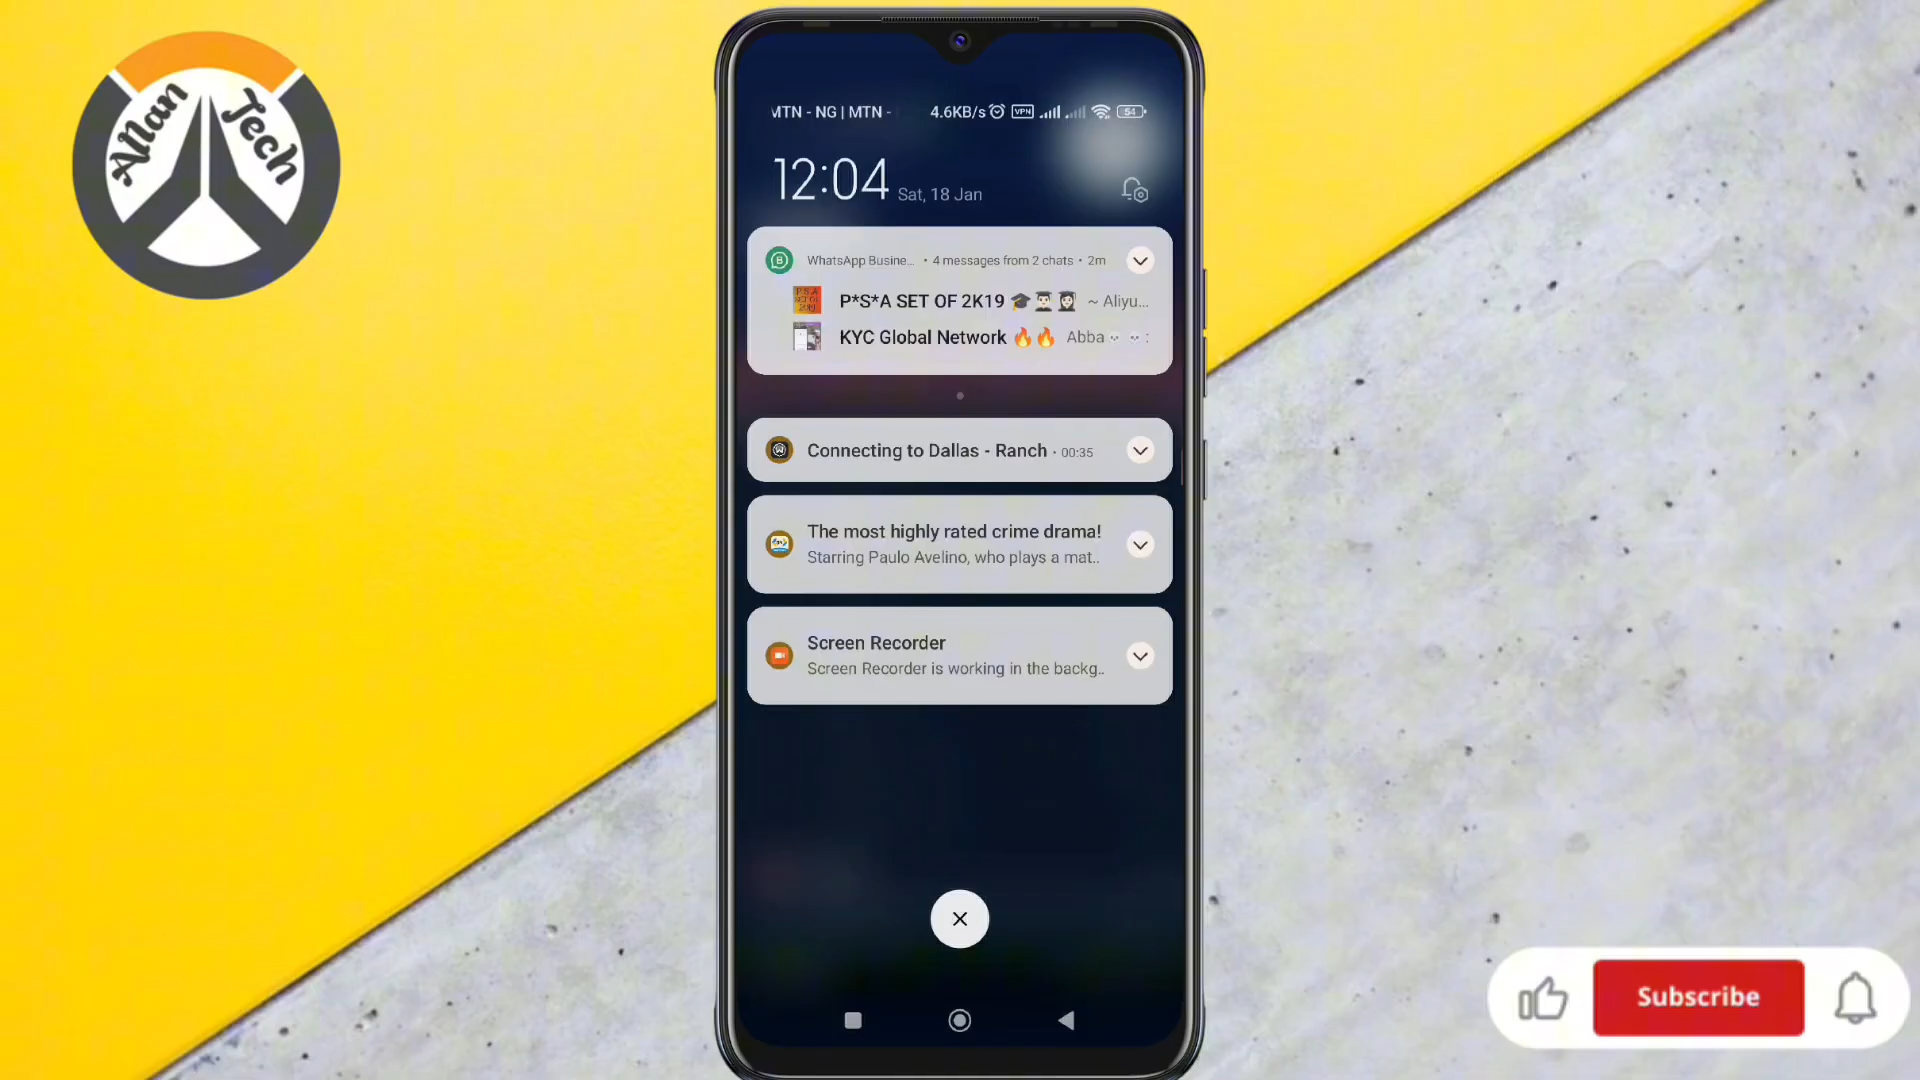 Allan Tech
MTN - NG | MTN -
4.6KB/s VPN 54
12:04 Sat, 18 Jan
WhatsApp Busine... • 4 messages from 2 chats • 2m
P*S*A SET OF 2K19 🎓👨🏻‍🎓👩🏻‍🎓 ~ Aliyu...
KYC Global Network 🔥🔥 Abba 💀 💀 :
Connecting to Dallas - Ranch • 00:35
The most highly rated crime drama!
Starring Paulo Avelino, who plays a mat..
Screen Recorder
Screen Recorder is working in the backg..
Subscribe